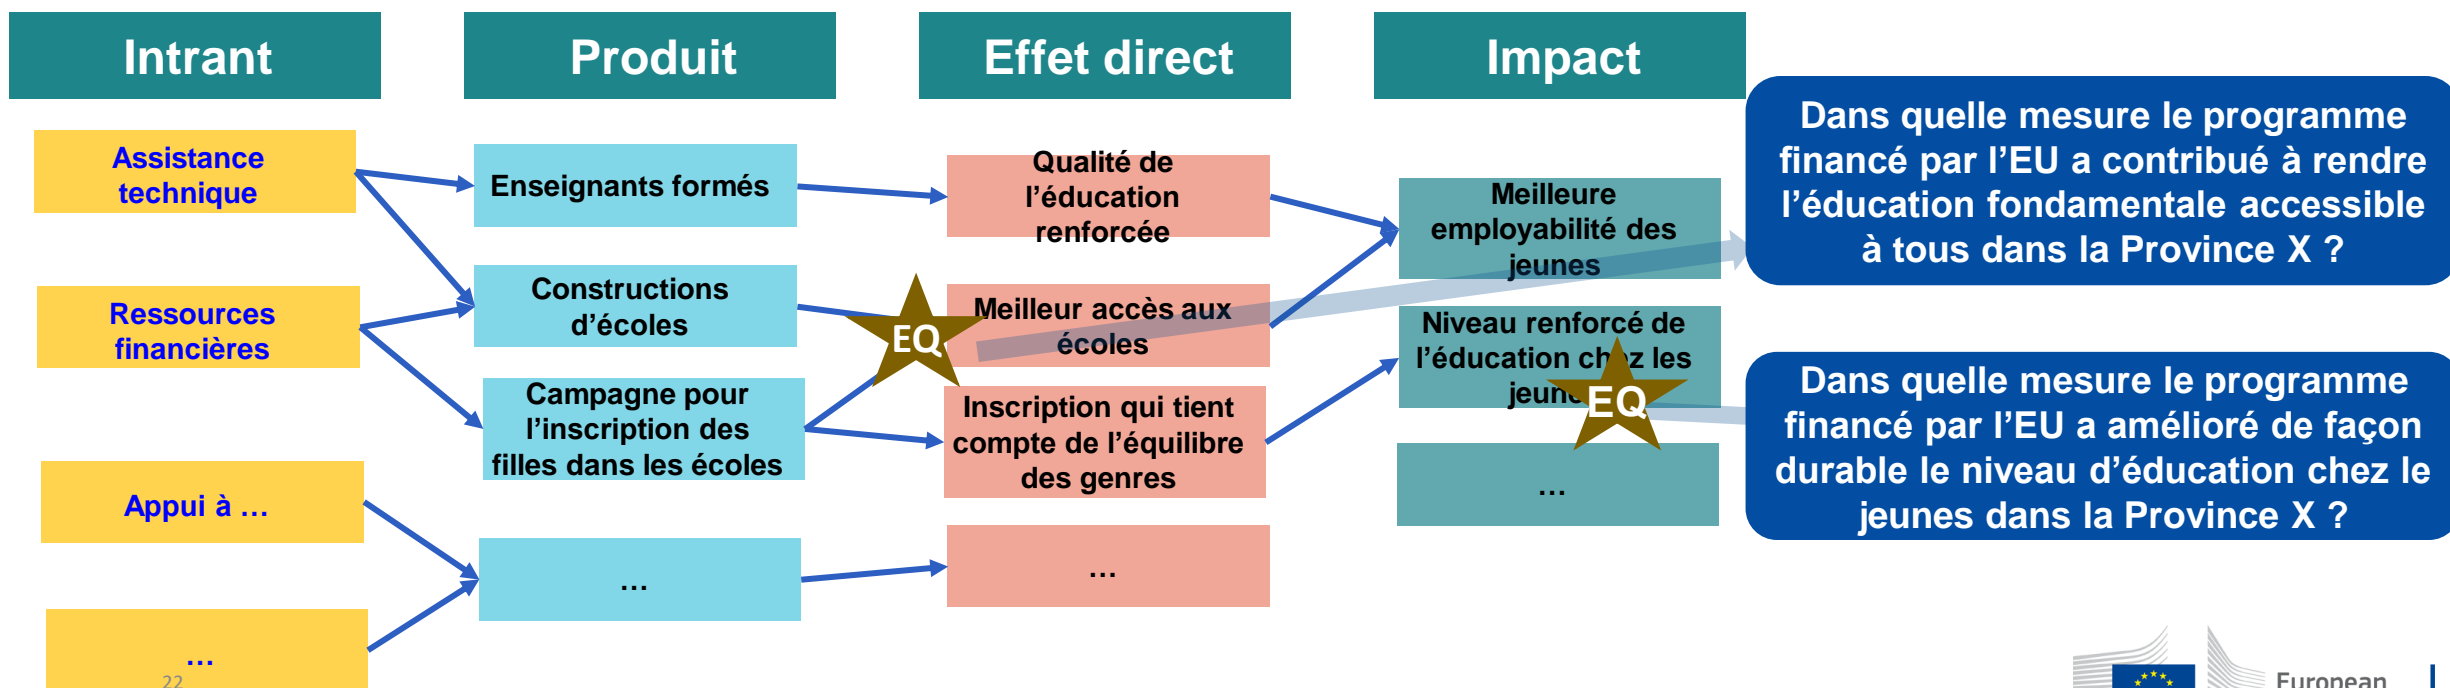 Intrant
Produit
Effet direct
Impact
Assistance
technique
Ressources
financières
Appui à …
…
Enseignants formés
Constructions
d’écoles
Campagne pour
l’inscription des
filles dans les écoles
…
Qualité de
l’éducation
renforcée
EQ
Meilleur accès aux
écoles
Inscription qui tient
compte de l’équilibre
des genres
…
Meilleure
employabilité des
jeunes
Niveau renforcé de
l’éducation chez les
EQ
…
Dans quelle mesure le programme
financé par l’EU a contribué à rendre
l’éducation fondamentale accessible
à tous dans la Province X ?
Dans quelle mesure le programme
financé par l’EU a amélioré de façon
durable le niveau d’éducation chez le
jeunes dans la Province X ?
22
European